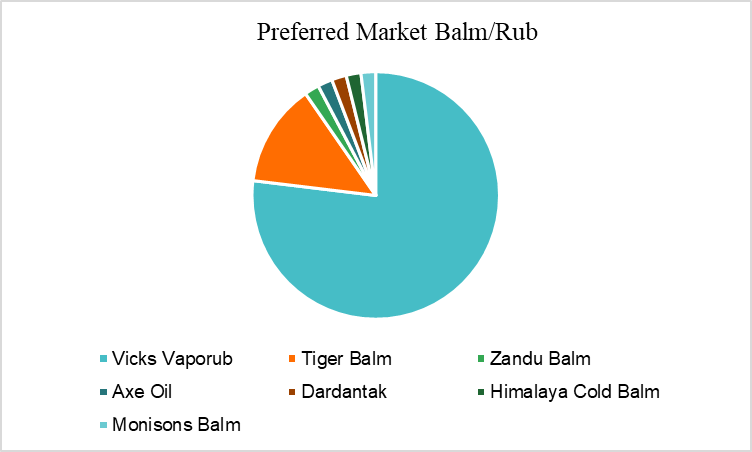 Preferred Market Balm/Rub
Vicks Vaporub Tiger Balm Zandu Balm
Axe Oil Dardantak Himalaya Cold Balm
Monisons Balm